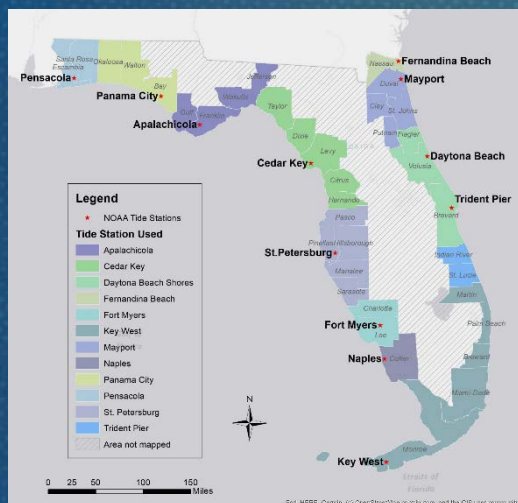 Santa Rosa
Escambia
Okaloosa
Walton
Bay
Pensacola
Panama City
Apalachicola
Gulf
Franklin
Wakulla
Jefferson
Taylor
Dixie
Levy
Cedar Key
Citrus
Hernando
Nassau
Fernandina Beach
Duval
Mayport
Clay
St. Johns
Putnam
Flagler
Daytona Beach
Volusia
Trident Pier
Brevard
Pasco
Pinellas
Hillsborough
St.Petersburg
Manatee
Sarasota
Indian River
St. Lucie
Martin
Charlotte
Palm Beach
Fort Myers
Lee
Naples
Collier
Broward
Miami-Dade
Monroe
Key West
Straits of
Florida
Legend
NOAA Tide Stations
Tide Station Used
Apalachicola
Cedar Key
Daytona Beach Shores
Fernandina Beach
Fort Myers
Key West
Mayport
Naples
Panama City
Pensacola
St. Petersburg
Trident Pier
Area not mapped
N
0 25 50 100 150
Miles